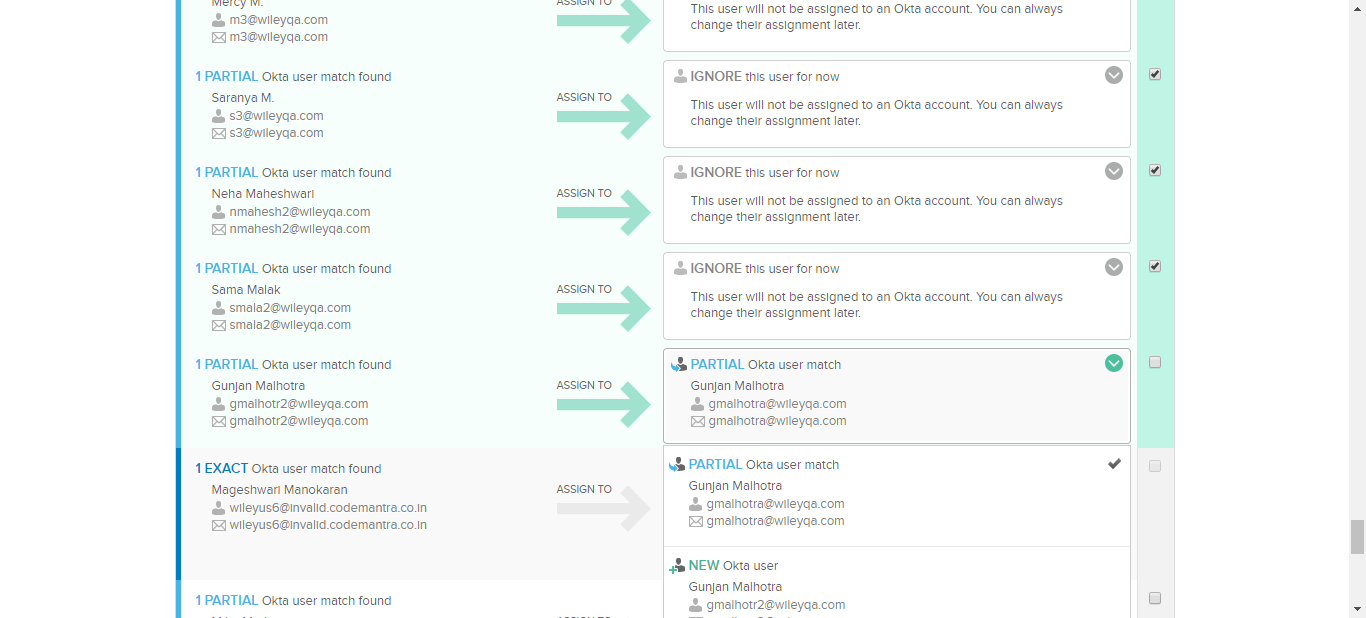 Mercy M.
m3@wileyqa.com
m3@wileyqa.com
ASSIGN TO
This user will not be assigned to an Okta account. You can always
change their assignment later.
1 PARTIAL Okta user match found
Saranya M.
s3@wileyqa.com
s3@wileyqa.com
ASSIGN TO
IGNORE this user for now
This user will not be assigned to an Okta account. You can always
change their assignment later.
1 PARTIAL Okta user match found
Neha Maheshwari
nmahesh2@wileyqa.com
nmahesh2@wileyqa.com
ASSIGN TO
IGNORE this user for now
This user will not be assigned to an Okta account. You can always
change their assignment later.
1 PARTIAL Okta user match found
Sama Malak
smala2@wileyqa.com
smala2@wileyqa.com
ASSIGN TO
IGNORE this user for now
This user will not be assigned to an Okta account. You can always
change their assignment later.
1 PARTIAL Okta user match found
Gunjan Malhotra
gmalhotr2@wileyqa.com
gmalhotr2@wileyqa.com
ASSIGN TO
PARTIAL Okta user match
Gunjan Malhotra
gmalhotra@wileyqa.com
gmalhotra@wileyqa.com
1 EXACT Okta user match found
Mageshwari Manokaran
wileyus6@invalid.codemantra.co.in
wileyus6@invalid.codemantra.co.in
ASSIGN TO
PARTIAL Okta user match
Gunjan Malhotra
gmalhotra@wileyqa.com
gmalhotra@wileyqa.com
NEW Okta user
Gunjan Malhotra
gmalhotr2@wileyqa.com
1 PARTIAL Okta user match found
ASSIGN TO